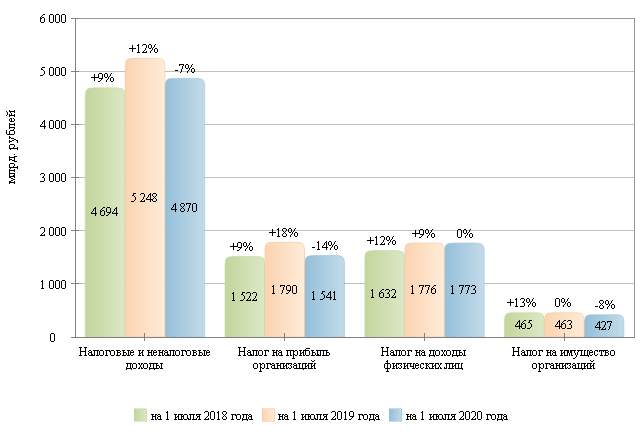 6 000
5 000
4 000
3 000
2 000
1 000
0
млрд. рублей
+9%
+12%
-7%
4 694
5 248
4 870
+9%
+18%
-14%
1 522
1 790
1 541
+12%
+9%
0%
1 632
1 776
1 773
+13%
0%
-8%
465
463
427
Налоговые и неналоговые
доходы
Налог на прибыль
организаций
Налог на доходы
физических лиц
Налог на имущество
организаций
на 1 июля 2018 года
на 1 июля 2019 года
на 1 июля 2020 года